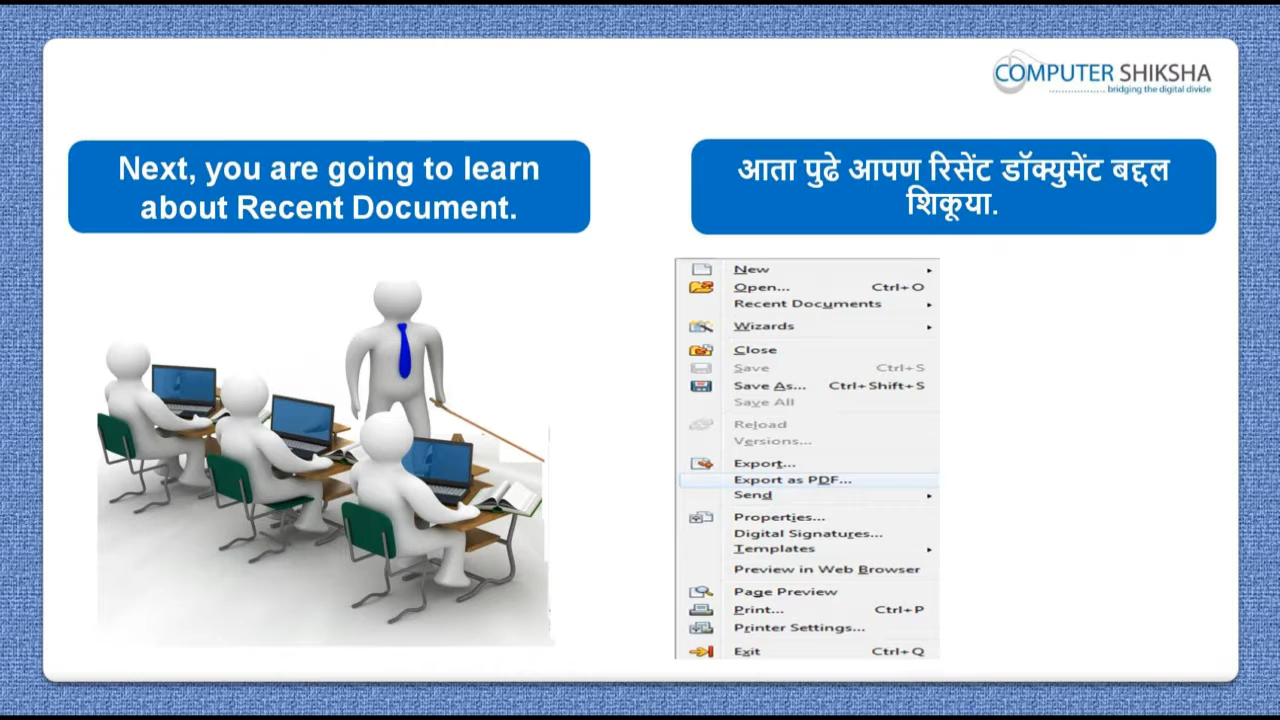 COMPUTER SHIKSHA
bridging the digital divide
Next, you are going to learn
about Recent Document.
आता पुढे आपण रिसेंट डॉक्युमेंट बद्दल
शिकूया.
New
Open... Ctrl+O
Recent Documents
Wizards
Close
Save Ctrl+S
Save As... Ctrl+Shift+S
Save All
Reload
Versions...
Export...
Export as PDF...
Send
Properties...
Digital Signatures...
Templates
Preview in Web Browser
Page Preview
Print... Ctrl+P
Printer Settings...
Exit Ctrl+Q